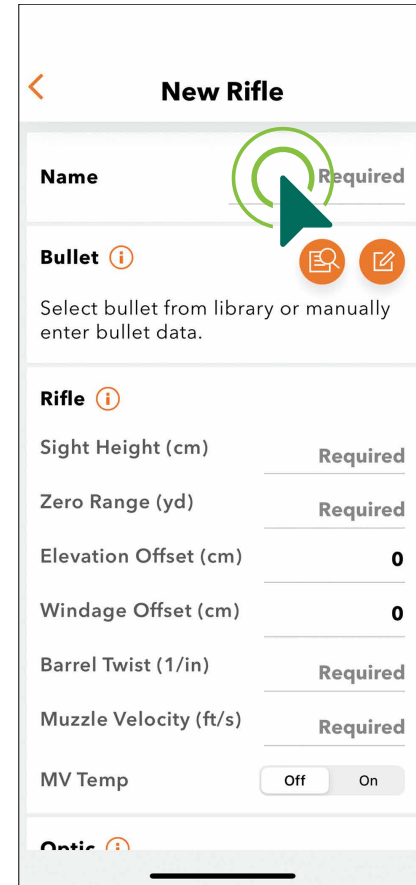 New Rifle
Name Required
Bullet
Select bullet from library or manually
enter bullet data.
Rifle
Sight Height (cm) Required
Zero Range (yd) Required
Elevation Offset (cm) 0
Windage Offset (cm) 0
Barrel Twist (1/in) Required
Muzzle Velocity (ft/s) Required
MV Temp Off On
Optic